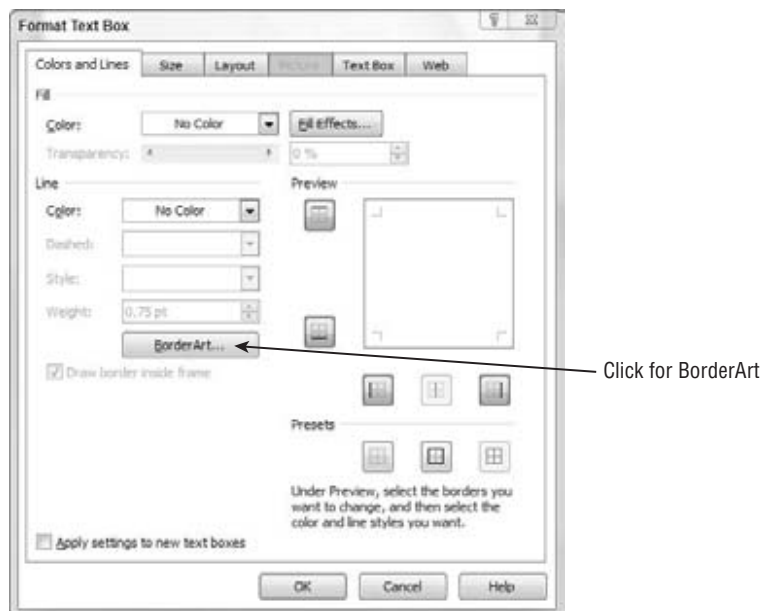 Format Text Box
Colors and Lines Size Layout Picture Text Box Web
Fill
Color: No Color Fill Effects...
Transparency: 0 %
Line Preview
Color: No Color
Dashed:
Style:
Weight: 0.75 pt
BorderArt...
Click for BorderArt
Draw border inside frame
Presets
Under Preview, select the borders you
want to change, and then select the
color and line styles you want.
Apply settings to new text boxes
OK Cancel Help